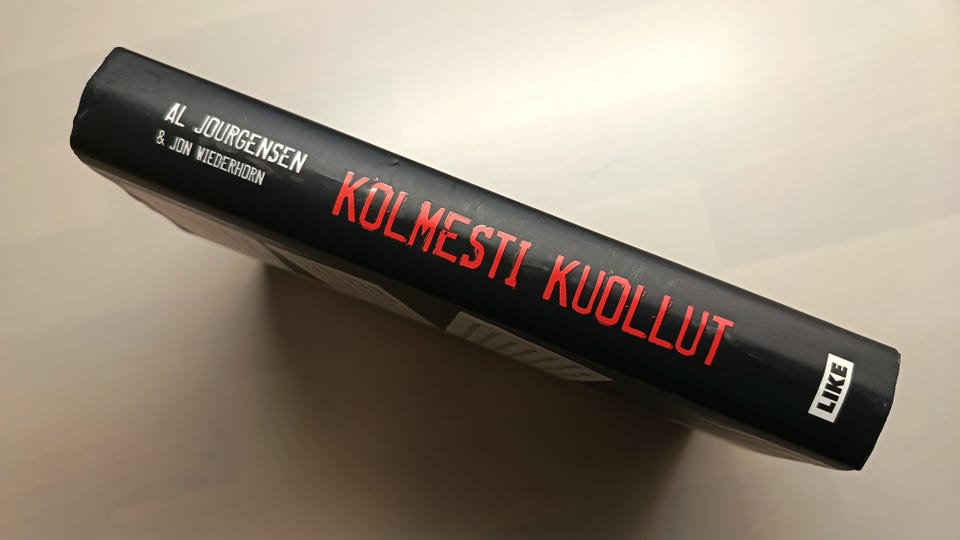 AL JOURGENSEN
& JON WIEDERHORN
KOLMESTI KUOLLUT
LIKE